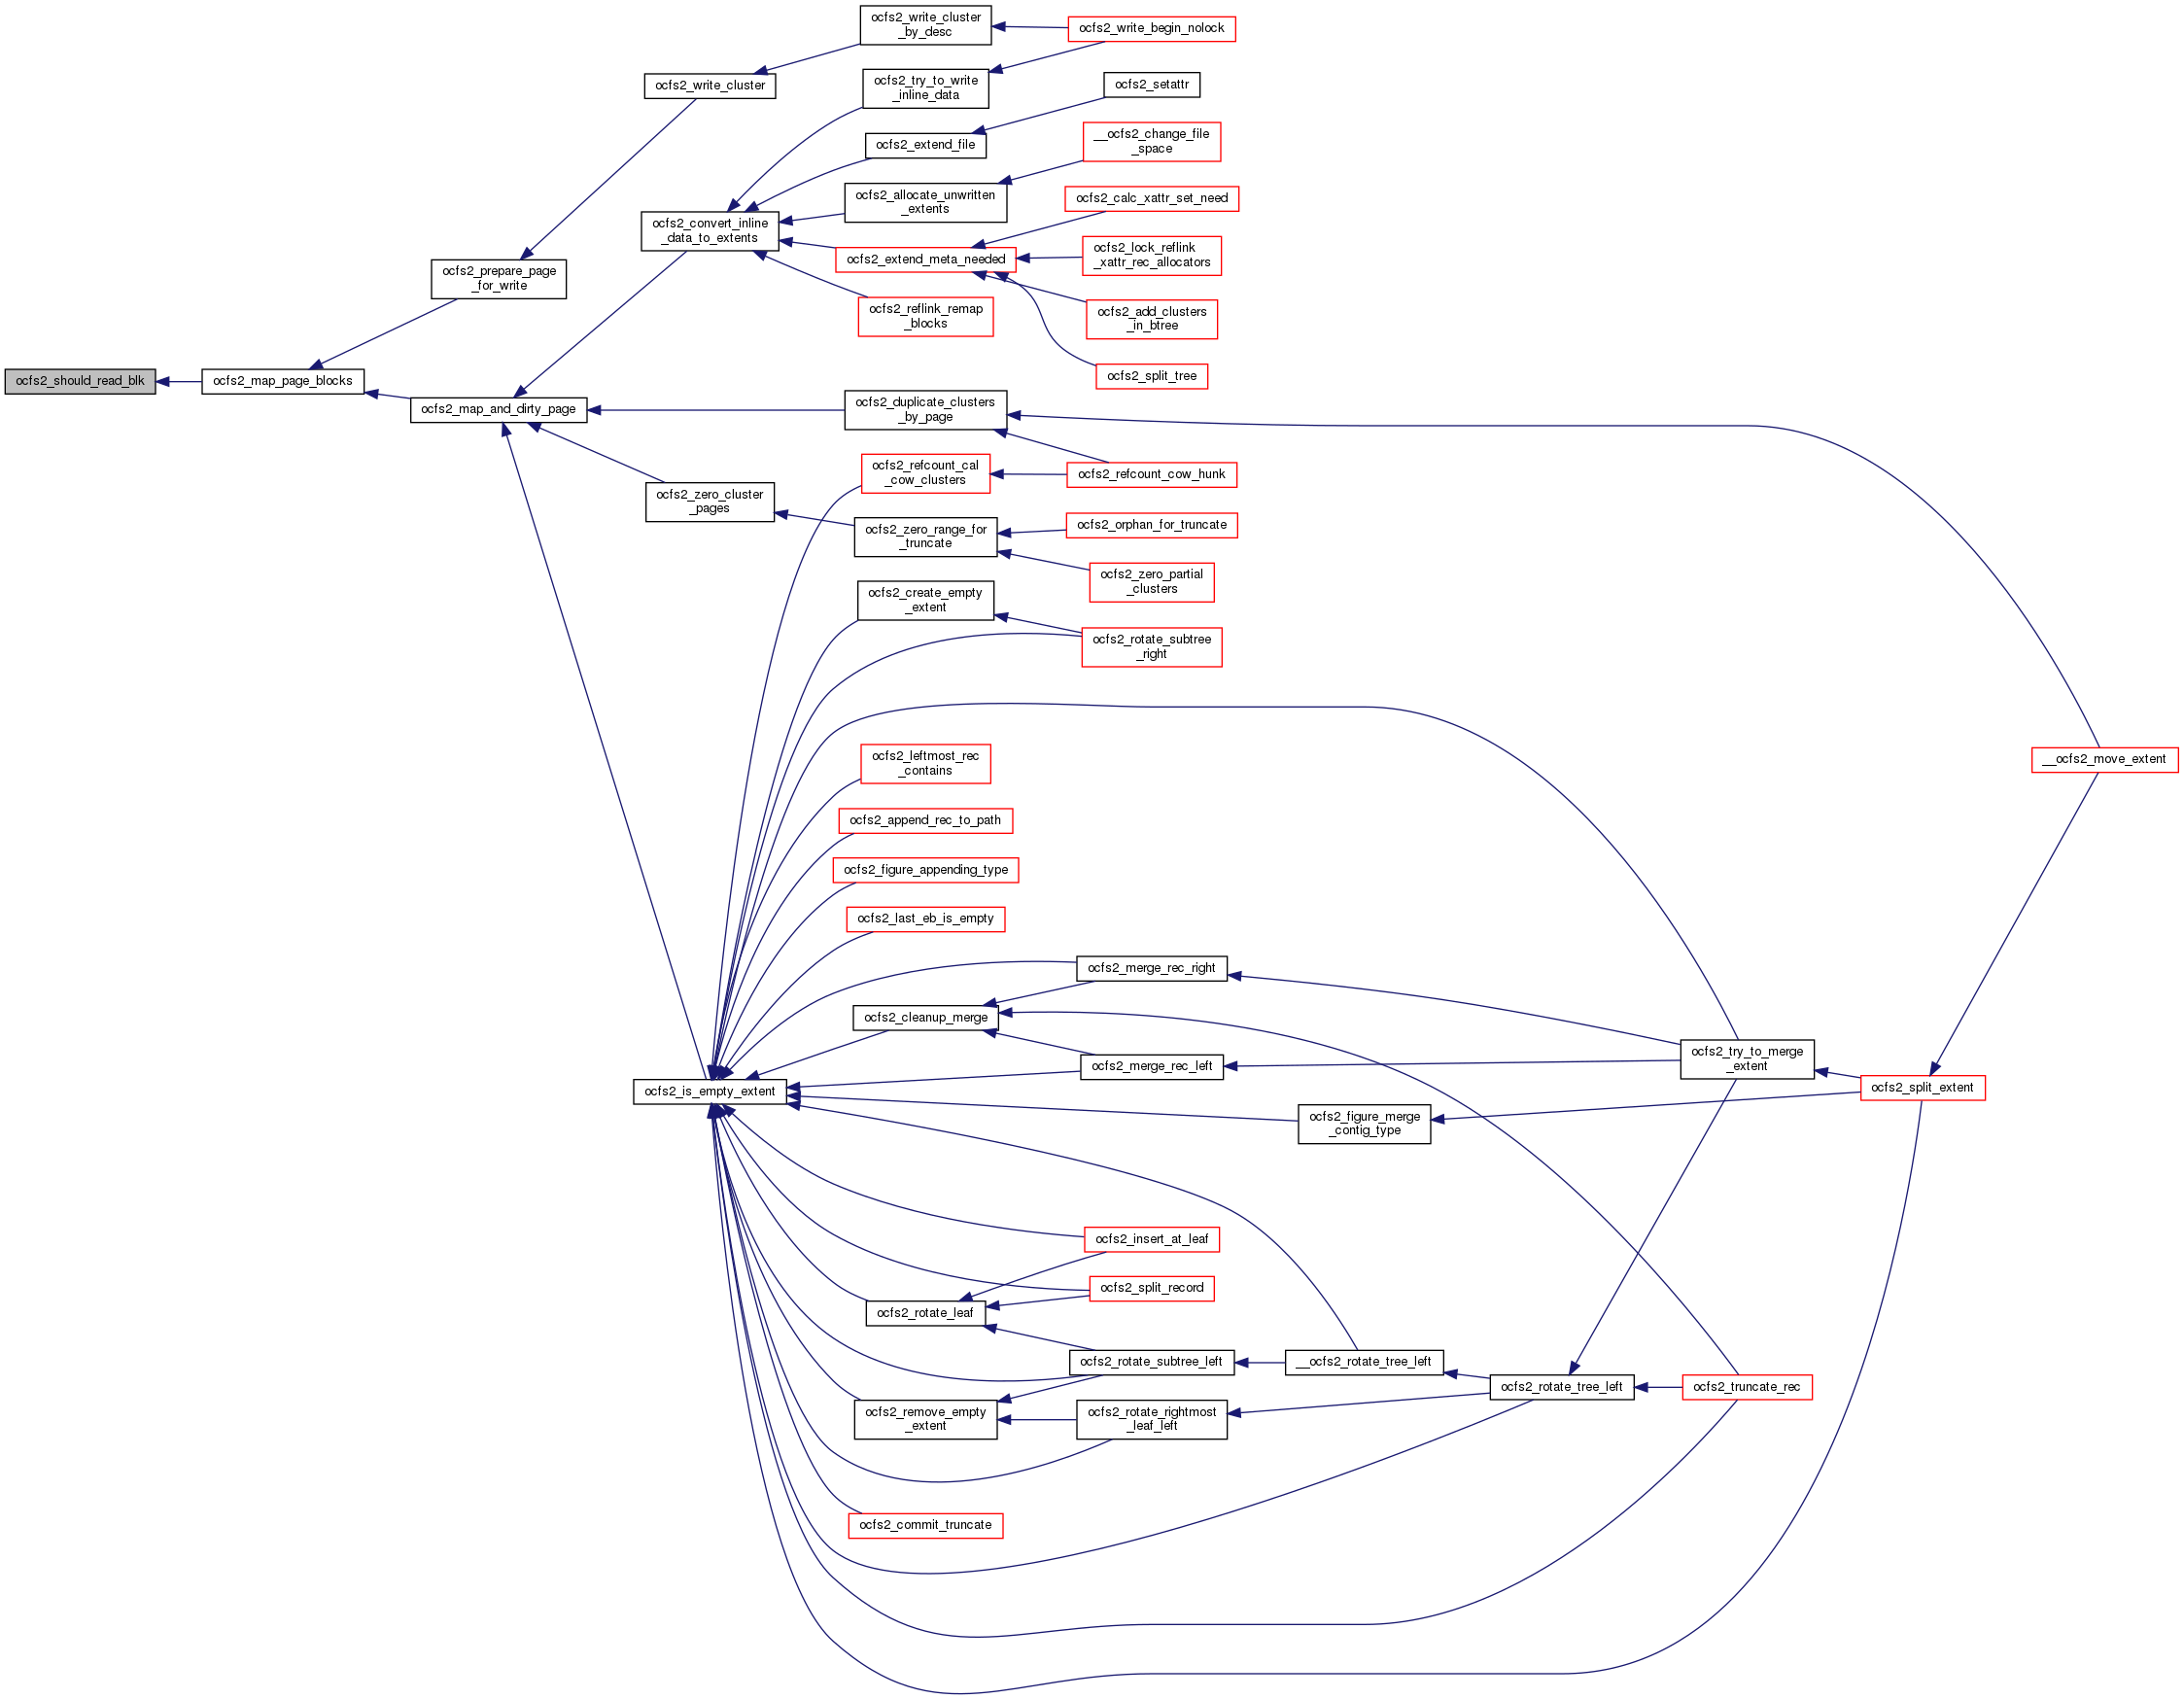 ocfs2_should_read_blk
ocfs2_map_page_blocks
ocfs2_prepare_page
_for_write
ocfs2_map_and_dirty_page
ocfs2_write_cluster
ocfs2_convert_inline
_data_to_extents
ocfs2_zero_cluster
_pages
ocfs2_is_empty_extent
ocfs2_write_cluster
_by_desc
ocfs2_try_to_write
_inline_data
ocfs2_extend_file
ocfs2_allocate_unwritten
_extents
ocfs2_extend_meta_needed
ocfs2_reflink_remap
_blocks
ocfs2_duplicate_clusters
_by_page
ocfs2_refcount_cal
_cow_clusters
ocfs2_zero_range_for
_truncate
ocfs2_create_empty
_extent
ocfs2_leftmost_rec
_contains
ocfs2_append_rec_to_path
ocfs2_figure_appending_type
ocfs2_last_eb_is_empty
ocfs2_cleanup_merge
ocfs2_rotate_leaf
ocfs2_remove_empty
_extent
ocfs2_commit_truncate
ocfs2_write_begin_nolock
ocfs2_setattr
__ocfs2_change_file
_space
ocfs2_calc_xattr_set_need
ocfs2_lock_reflink
_xattr_rec_allocators
ocfs2_add_clusters
_in_btree
ocfs2_split_tree
ocfs2_refcount_cow_hunk
ocfs2_orphan_for_truncate
ocfs2_zero_partial
_clusters
ocfs2_rotate_subtree
_right
ocfs2_merge_rec_right
ocfs2_merge_rec_left
ocfs2_insert_at_leaf
ocfs2_split_record
ocfs2_rotate_subtree_left
ocfs2_rotate_rightmost
_leaf_left
ocfs2_figure_merge
_contig_type
__ocfs2_rotate_tree_left
ocfs2_rotate_tree_left
ocfs2_try_to_merge
_extent
ocfs2_truncate_rec
ocfs2_split_extent
__ocfs2_move_extent